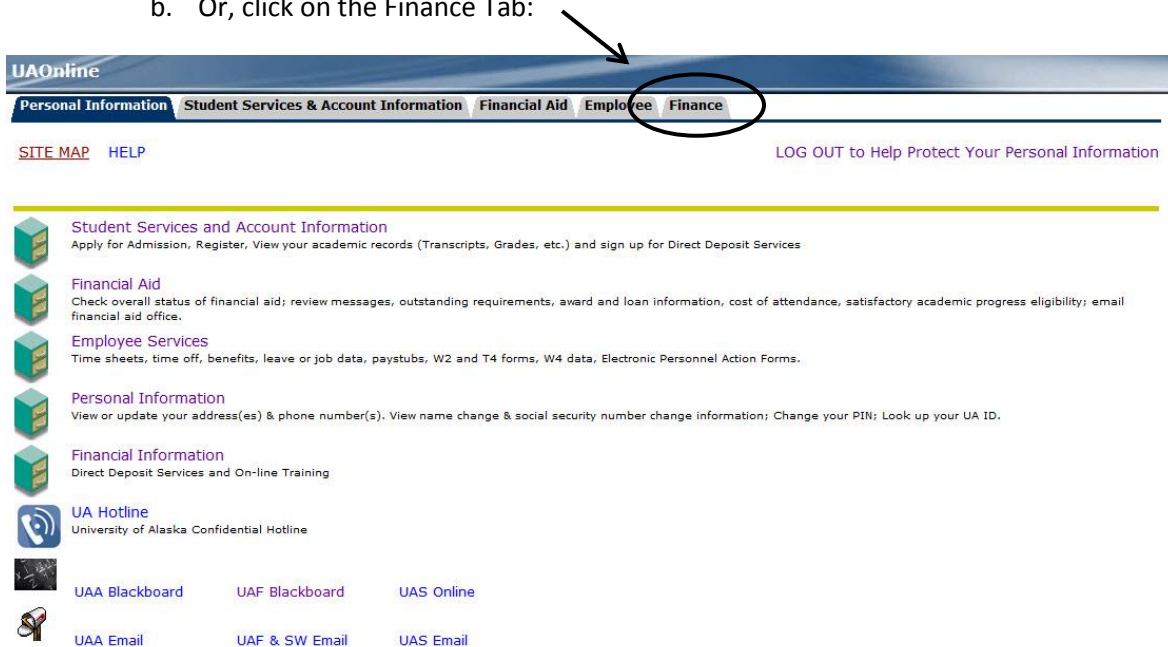 b. Or, click on the Finance Tab:
UAOnline
Personal Information Student Services & Account Information Financial Aid Employee Finance
SITE MAP HELP LOG OUT to Help Protect Your Personal Information
Student Services and Account Information
Apply for Admission, Register, View your academic records (Transcripts, Grades, etc.) and sign up for Direct Deposit Services
Financial Aid
Check overall status of financial aid; review messages, outstanding requirements, award and loan information, cost of attendance, satisfactory academic progress eligibility; email
financial aid office.
Employee Services
Time sheets, time off, benefits, leave or job data, paystubs, W2 and T4 forms, W4 data, Electronic Personnel Action Forms.
Personal Information
View or update your address(es) & phone number(s). View name change & social security number change information; Change your PIN; Look up your UA ID.
Financial Information
Direct Deposit Services and On-line Training
UA Hotline
University of Alaska Confidential Hotline
UAA Blackboard UAF Blackboard UAS Online
UAA Email UAF & SW Email UAS Email